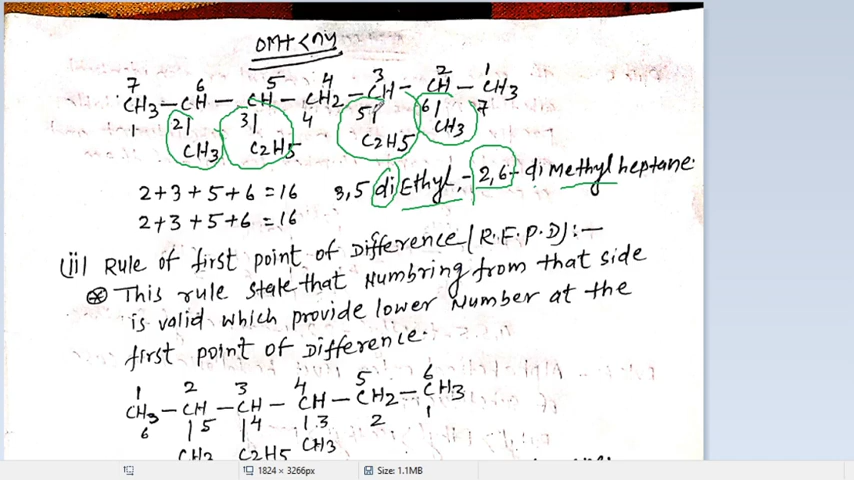 7 6 5 4 3 2 1
CH3—CH — CH — CH2 — CH — CH — CH3
1 2| 3| 4 5| 6| 7
CH3 C2H5 C2H5 CH3
2+3+5+6=16 3,5 di Ethyl,- 2,6- di methyl heptane.
2+3+5+6=16
(ii) Rule of first point of Difference (R.F.P.D):—
This rule state that Numbring from that side
is valid which provide lower Number at the
first point of Difference.
1 2 3 4 5 6
CH3 — CH — CH — CH — CH2 — CH3
6 | 5 | 4 | 3 2 1
CH3 C2H5 CH3
1824 × 3266px Size: 1.1MB